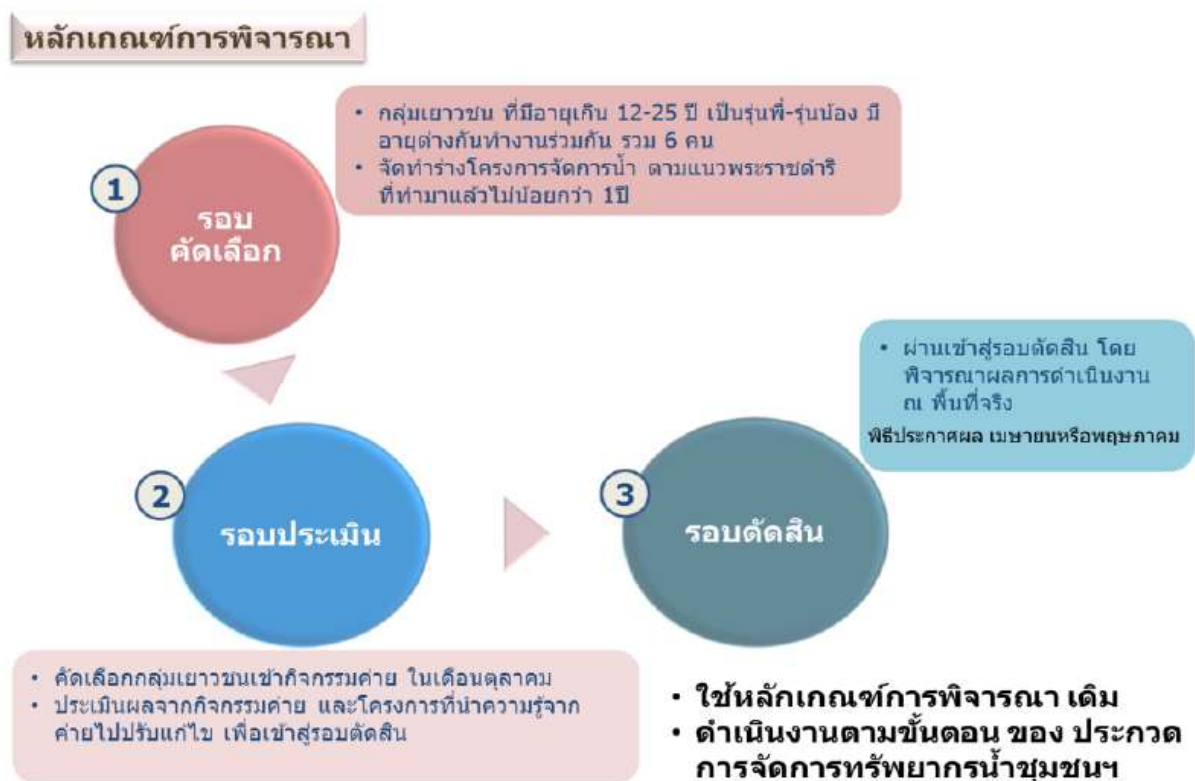 หลักเกณฑ์การพิจารณา
• กลุ่มเยาวชน ที่มีอายุเกิน 12-25 ปี เป็นรุ่นพี่-รุ่นน้อง มี
อายุต่างกันทำงานร่วมกัน รวม 6 คน
• จัดทำร่างโครงการจัดการน้ำ ตามแนวพระราชดำริ
ที่ทำมาแล้วไม่น้อยกว่า 1ปี
1
รอบ
คัดเลือก
• ผ่านเข้าสู่รอบตัดสิน โดย
พิจารณาผลการดำเนินงาน
ณ พื้นที่จริง
พิธีประกาศผล เมษายนหรือพฤษภาคม
2
รอบประเมิน
3
รอบตัดสิน
• คัดเลือกกลุ่มเยาวชนเข้ากิจกรรมค่าย ในเดือนตุลาคม
• ประเมินผลจากกิจกรรมค่าย และโครงการที่นำความรู้จาก
ค่ายไปปรับแก้ไข เพื่อเข้าสู่รอบตัดสิน
• ใช้หลักเกณฑ์การพิจารณา เดิม
• ดำเนินงานตามขั้นตอน ของ ประกวด
การจัดการทรัพยากรน้ำชุมชนฯ